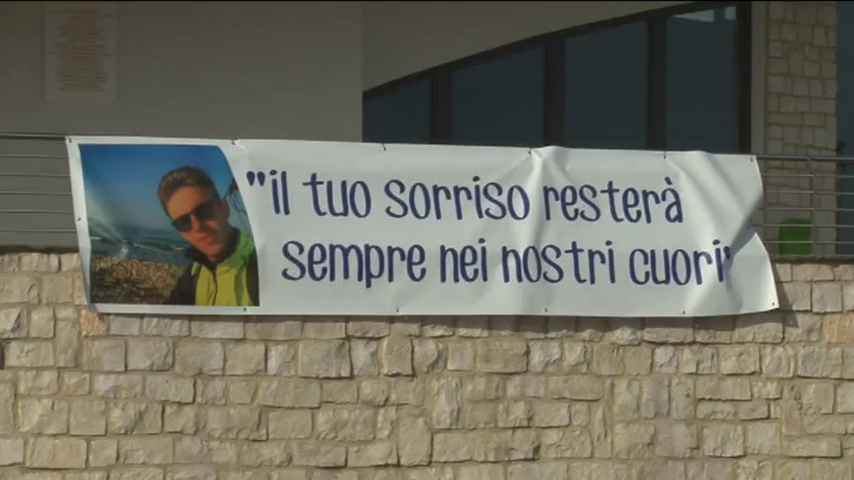 "il tuo sorriso resterà
sempre nei nostri cuori"